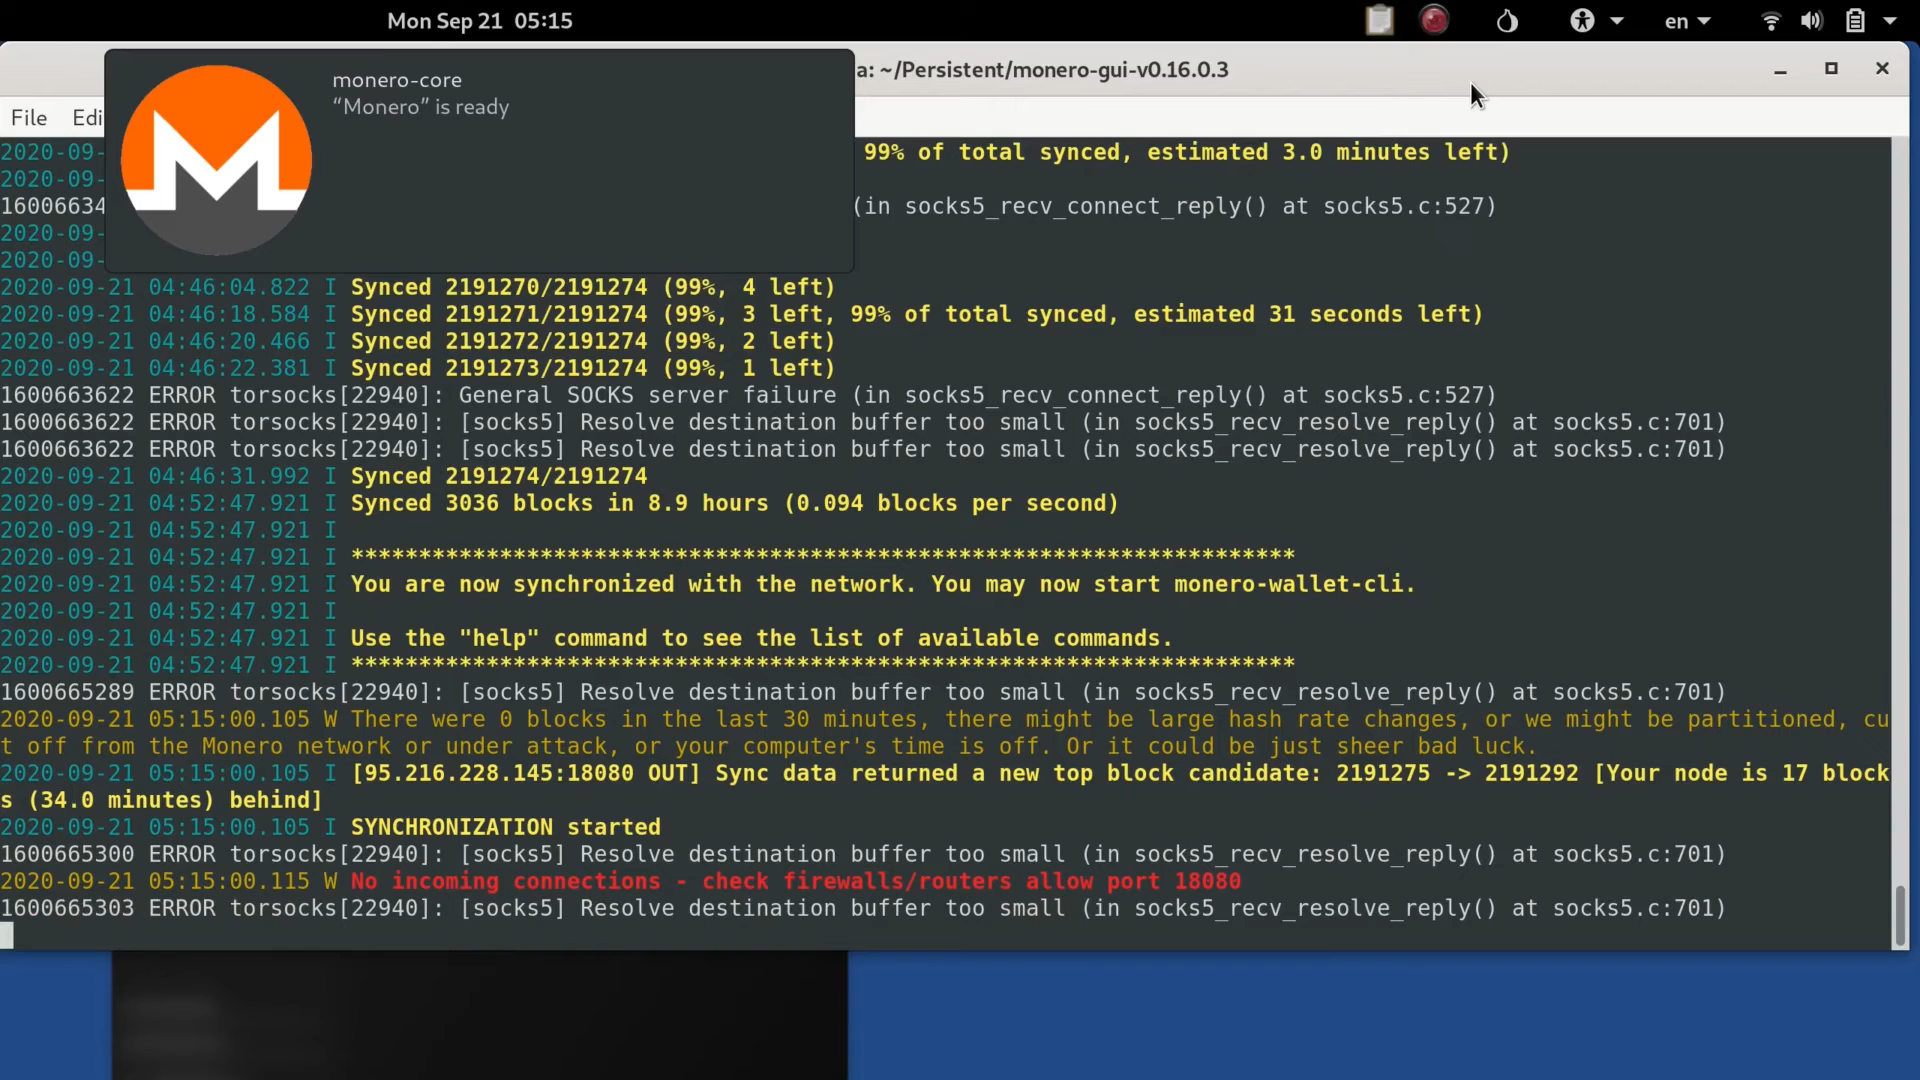 Mon Sep 21 05:15
en
monero-core
“Monero” is ready
a: ~/Persistent/monero-gui-v0.16.0.3
File Edi
2020-09- 99% of total synced, estimated 3.0 minutes left)
2020-09-
16006634 (in socks5_recv_connect_reply() at socks5.c:527)
2020-09-
2020-09-
2020-09-21 04:46:04.822 I Synced 2191270/2191274 (99%, 4 left)
2020-09-21 04:46:18.584 I Synced 2191271/2191274 (99%, 3 left, 99% of total synced, estimated 31 seconds left)
2020-09-21 04:46:20.466 I Synced 2191272/2191274 (99%, 2 left)
2020-09-21 04:46:22.381 I Synced 2191273/2191274 (99%, 1 left)
1600663622 ERROR torsocks[22940]: General SOCKS server failure (in socks5_recv_connect_reply() at socks5.c:527)
1600663622 ERROR torsocks[22940]: [socks5] Resolve destination buffer too small (in socks5_recv_resolve_reply() at socks5.c:701)
1600663622 ERROR torsocks[22940]: [socks5] Resolve destination buffer too small (in socks5_recv_resolve_reply() at socks5.c:701)
2020-09-21 04:46:31.992 I Synced 2191274/2191274
2020-09-21 04:52:47.921 I Synced 3036 blocks in 8.9 hours (0.094 blocks per second)
2020-09-21 04:52:47.921 I
2020-09-21 04:52:47.921 I **********************************************************************
2020-09-21 04:52:47.921 I You are now synchronized with the network. You may now start monero-wallet-cli.
2020-09-21 04:52:47.921 I
2020-09-21 04:52:47.921 I Use the "help" command to see the list of available commands.
2020-09-21 04:52:47.921 I **********************************************************************
1600665289 ERROR torsocks[22940]: [socks5] Resolve destination buffer too small (in socks5_recv_resolve_reply() at socks5.c:701)
2020-09-21 05:15:00.105 W There were 0 blocks in the last 30 minutes, there might be large hash rate changes, or we might be partitioned, cu
t off from the Monero network or under attack, or your computer's time is off. Or it could be just sheer bad luck.
2020-09-21 05:15:00.105 I [95.216.228.145:18080 OUT] Sync data returned a new top block candidate: 2191275 -> 2191292 [Your node is 17 block
s (34.0 minutes) behind]
2020-09-21 05:15:00.105 I SYNCHRONIZATION started
1600665300 ERROR torsocks[22940]: [socks5] Resolve destination buffer too small (in socks5_recv_resolve_reply() at socks5.c:701)
2020-09-21 05:15:00.115 W No incoming connections - check firewalls/routers allow port 18080
1600665303 ERROR torsocks[22940]: [socks5] Resolve destination buffer too small (in socks5_recv_resolve_reply() at socks5.c:701)